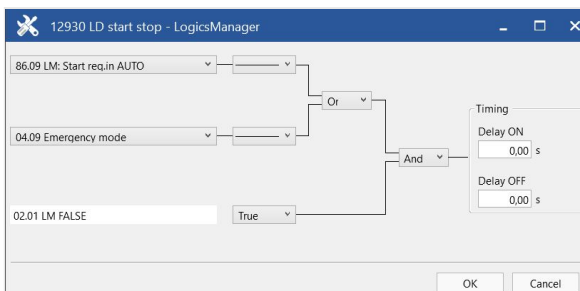 12930 LD start stop - LogicsManager
86.09 LM: Start req.in AUTO
Or
Timing
Delay ON
04.09 Emergency mode
0,00 s
And
Delay OFF
0,00 s
02.01 LM FALSE True
OK Cancel